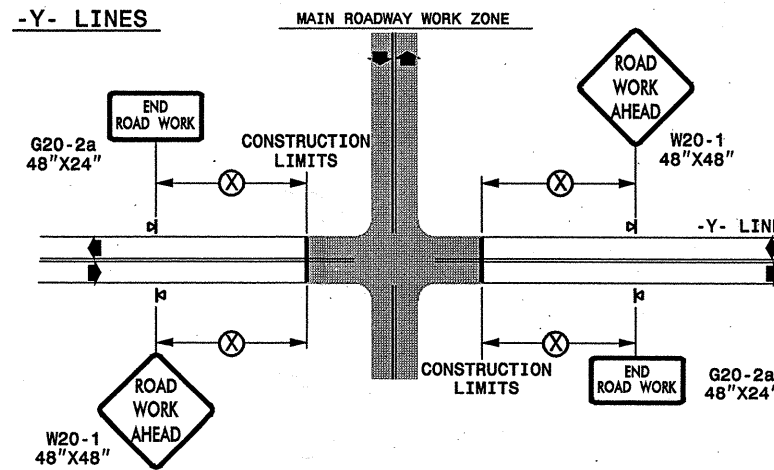 -Y- LINES
MAIN ROADWAY WORK ZONE
END
ROAD WORK
G20-2a
48"X24"
CONSTRUCTION
LIMITS
ROAD
WORK
AHEAD
W20-1
48"X48"
X
X
-Y- LIN
X
X
ROAD
WORK
AHEAD
W20-1
48"X48"
CONSTRUCTION
LIMITS
END
ROAD WORK
G20-2a
48"X24"